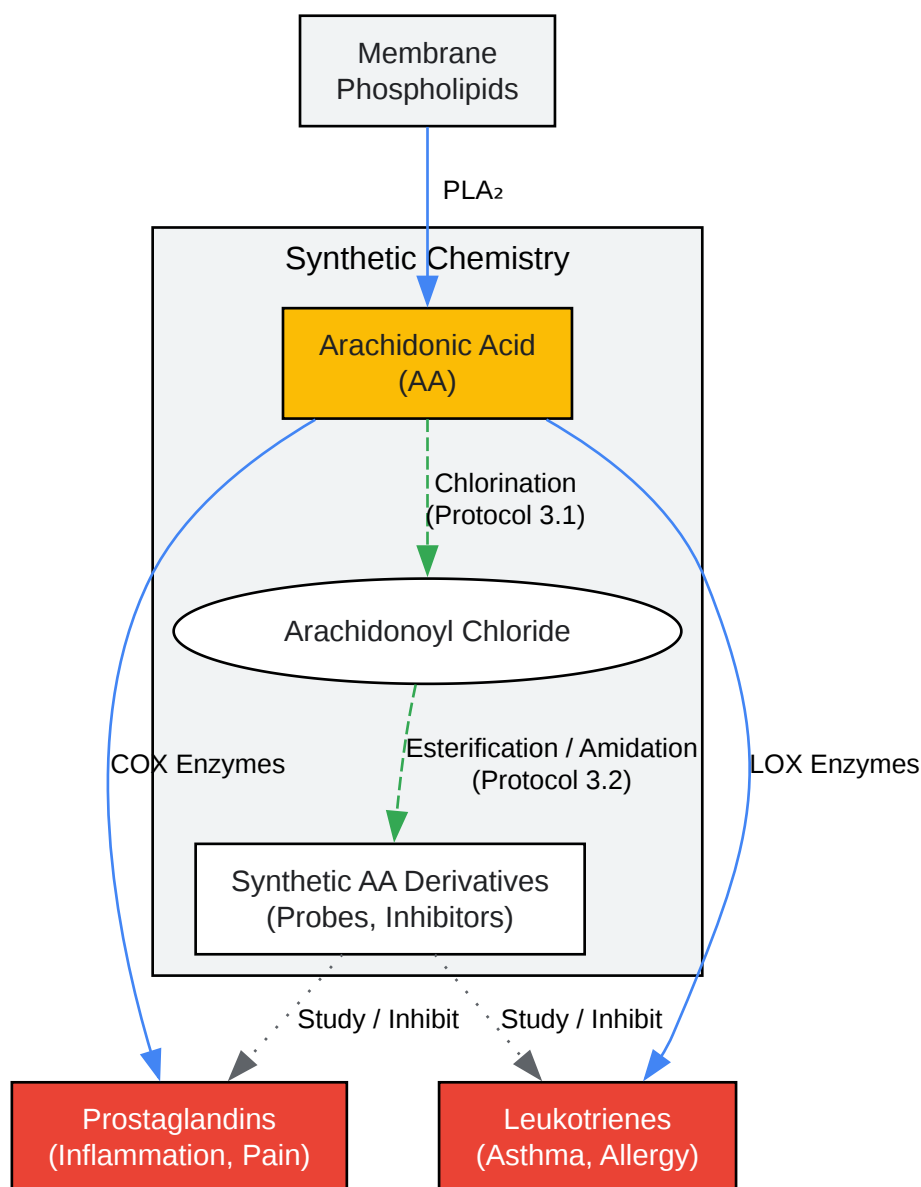 Membrane
Phospholipids
PLA₂
Synthetic Chemistry
Arachidonic Acid
(AA)
Chlorination
(Protocol 3.1)
Arachidonoyl Chloride
Esterification / Amidation
(Protocol 3.2)
COX Enzymes
LOX Enzymes
Synthetic AA Derivatives
(Probes, Inhibitors)
Study / Inhibit
Study / Inhibit
Prostaglandins
(Inflammation, Pain)
Leukotrienes
(Asthma, Allergy)